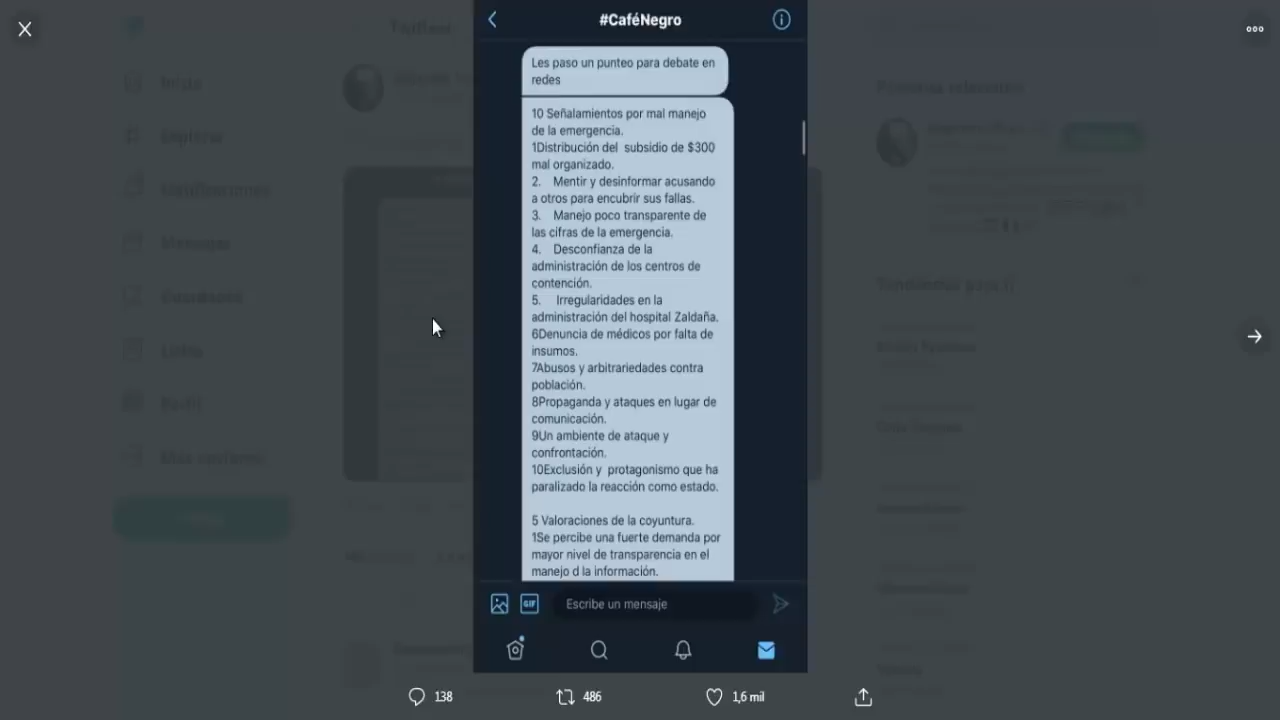 #CaféNegro
Les paso un punteo para debate en
redes
10 Señalamientos por mal manejo
de la emergencia.
1Distribución del subsidio de $300
mal organizado.
2. Mentir y desinformar acusando
a otros para encubrir sus fallas.
3. Manejo poco transparente de
las cifras de la emergencia.
4. Desconfianza de la
administración de los centros de
contención.
5. Irregularidades en la
administración del hospital Zaldaña.
6Denuncia de médicos por falta de
insumos.
7Abusos y arbitrariedades contra
población.
8Propaganda y ataques en lugar de
comunicación.
9Un ambiente de ataque y
confrontación.
10Exclusión y protagonismo que ha
paralizado la reacción como estado.
5 Valoraciones de la coyuntura.
1Se percibe una fuerte demanda por
mayor nivel de transparencia en el
manejo d la información.
GIF
Escribe un mensaje
138
486
1,6 mil